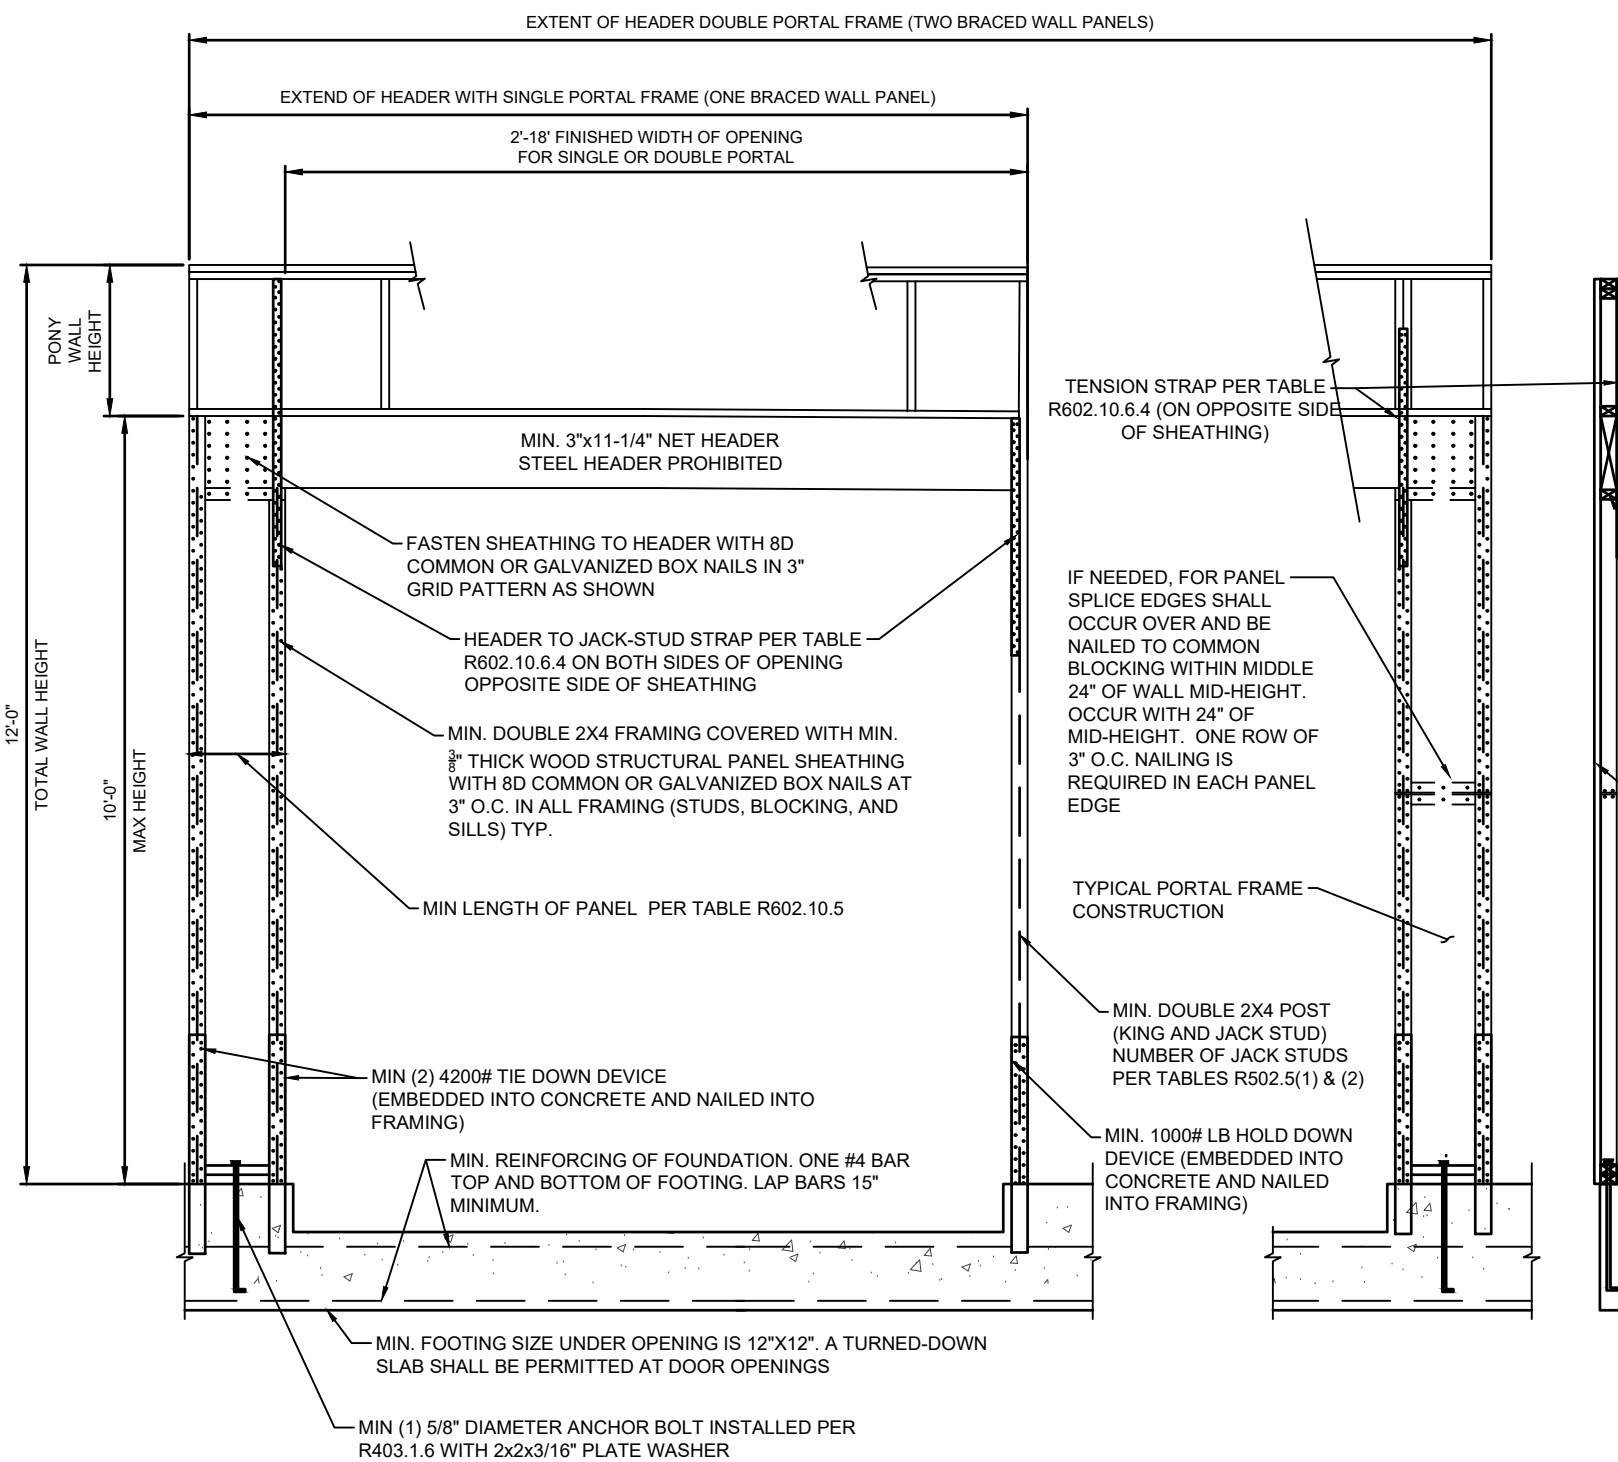 EXTENT OF HEADER DOUBLE PORTAL FRAME (TWO BRACED WALL PANELS)
EXTEND OF HEADER WITH SINGLE PORTAL FRAME (ONE BRACED WALL PANEL)
2'-18' FINISHED WIDTH OF OPENING
FOR SINGLE OR DOUBLE PORTAL
PONY
WALL
HEIGHT
12'-0"
TOTAL WALL HEIGHT
10'-0"
MAX HEIGHT
MIN. 3"x11-1/4" NET HEADER
STEEL HEADER PROHIBITED
TENSION STRAP PER TABLE
R602.10.6.4 (ON OPPOSITE SIDE
OF SHEATHING)
FASTEN SHEATHING TO HEADER WITH 8D
COMMON OR GALVANIZED BOX NAILS IN 3"
GRID PATTERN AS SHOWN
HEADER TO JACK-STUD STRAP PER TABLE
R602.10.6.4 ON BOTH SIDES OF OPENING
OPPOSITE SIDE OF SHEATHING
IF NEEDED, FOR PANEL
SPLICE EDGES SHALL
OCCUR OVER AND BE
NAILED TO COMMON
BLOCKING WITHIN MIDDLE
24" OF WALL MID-HEIGHT.
OCCUR WITH 24" OF
MID-HEIGHT. ONE ROW OF
3" O.C. NAILING IS
REQUIRED IN EACH PANEL
EDGE
MIN. DOUBLE 2X4 FRAMING COVERED WITH MIN.
3/8" THICK WOOD STRUCTURAL PANEL SHEATHING
WITH 8D COMMON OR GALVANIZED BOX NAILS AT
3" O.C. IN ALL FRAMING (STUDS, BLOCKING, AND
SILLS) TYP.
MIN LENGTH OF PANEL PER TABLE R602.10.5
TYPICAL PORTAL FRAME
CONSTRUCTION
MIN. DOUBLE 2X4 POST
(KING AND JACK STUD)
NUMBER OF JACK STUDS
PER TABLES R502.5(1) & (2)
MIN (2) 4200# TIE DOWN DEVICE
(EMBEDDED INTO CONCRETE AND NAILED INTO
FRAMING)
MIN. 1000# LB HOLD DOWN
DEVICE (EMBEDDED INTO
CONCRETE AND NAILED
INTO FRAMING)
MIN. REINFORCING OF FOUNDATION. ONE #4 BAR
TOP AND BOTTOM OF FOOTING. LAP BARS 15"
MINIMUM.
MIN. FOOTING SIZE UNDER OPENING IS 12"X12". A TURNED-DOWN
SLAB SHALL BE PERMITTED AT DOOR OPENINGS
MIN (1) 5/8" DIAMETER ANCHOR BOLT INSTALLED PER
R403.1.6 WITH 2x2x3/16" PLATE WASHER